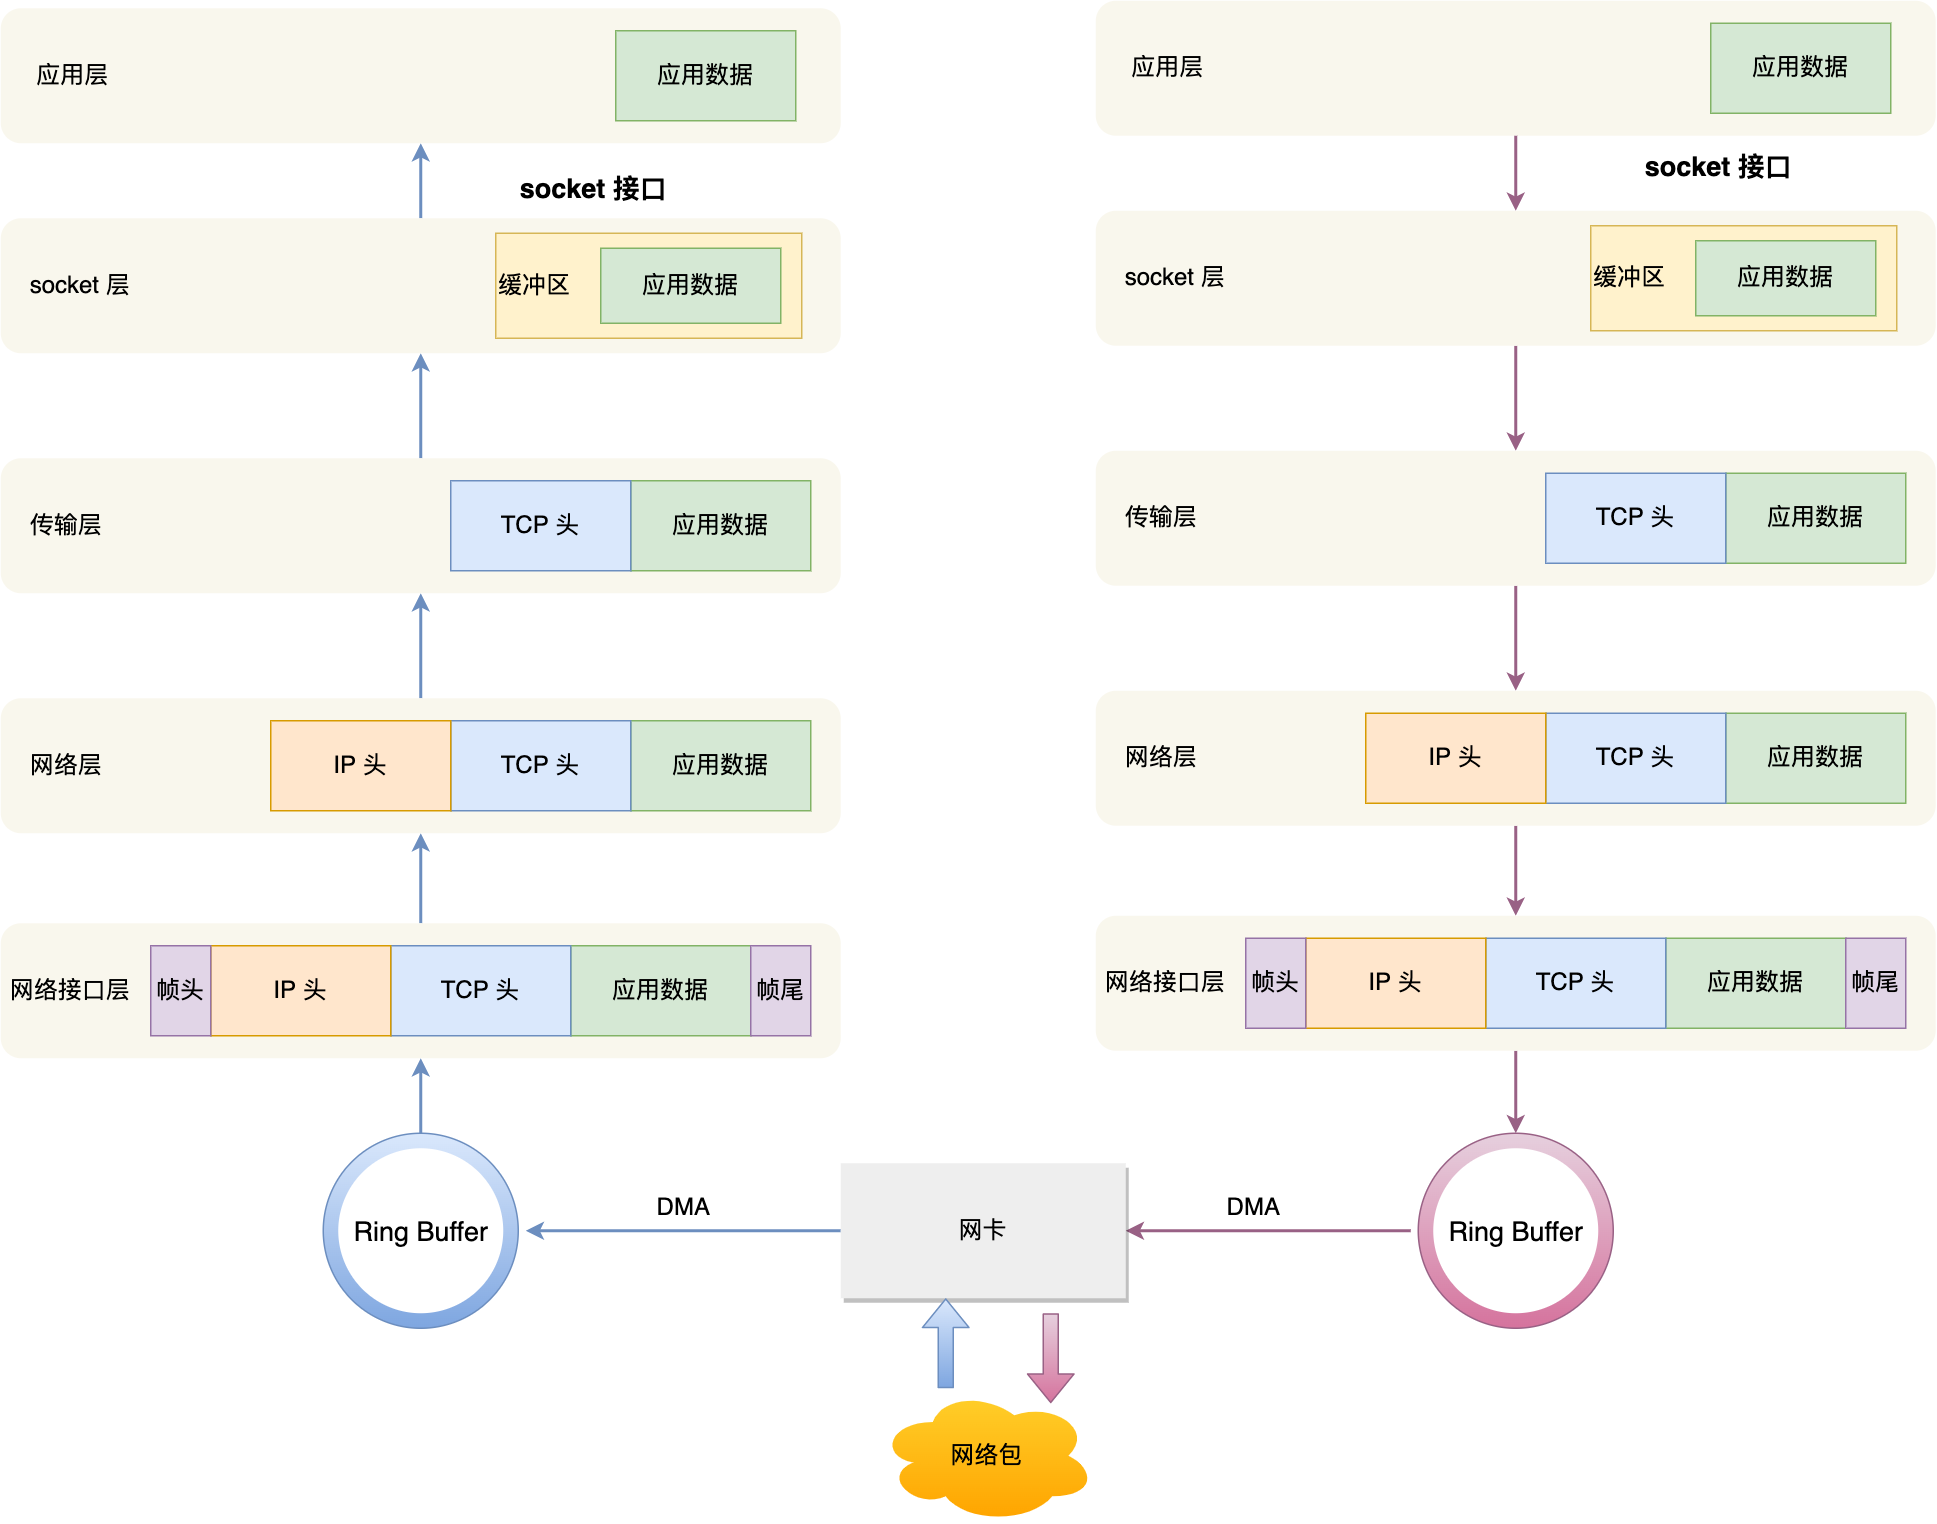 应用层
应用数据
socket 接口
socket 层
缓冲区
应用数据
传输层
TCP 头
应用数据
网络层
IP 头
TCP 头
应用数据
网络接口层
帧头
IP 头
TCP 头
应用数据
帧尾
Ring Buffer
DMA
网卡
网络包
应用层
应用数据
socket 接口
socket 层
缓冲区
应用数据
传输层
TCP 头
应用数据
网络层
IP 头
TCP 头
应用数据
网络接口层
帧头
IP 头
TCP 头
应用数据
帧尾
DMA
Ring Buffer